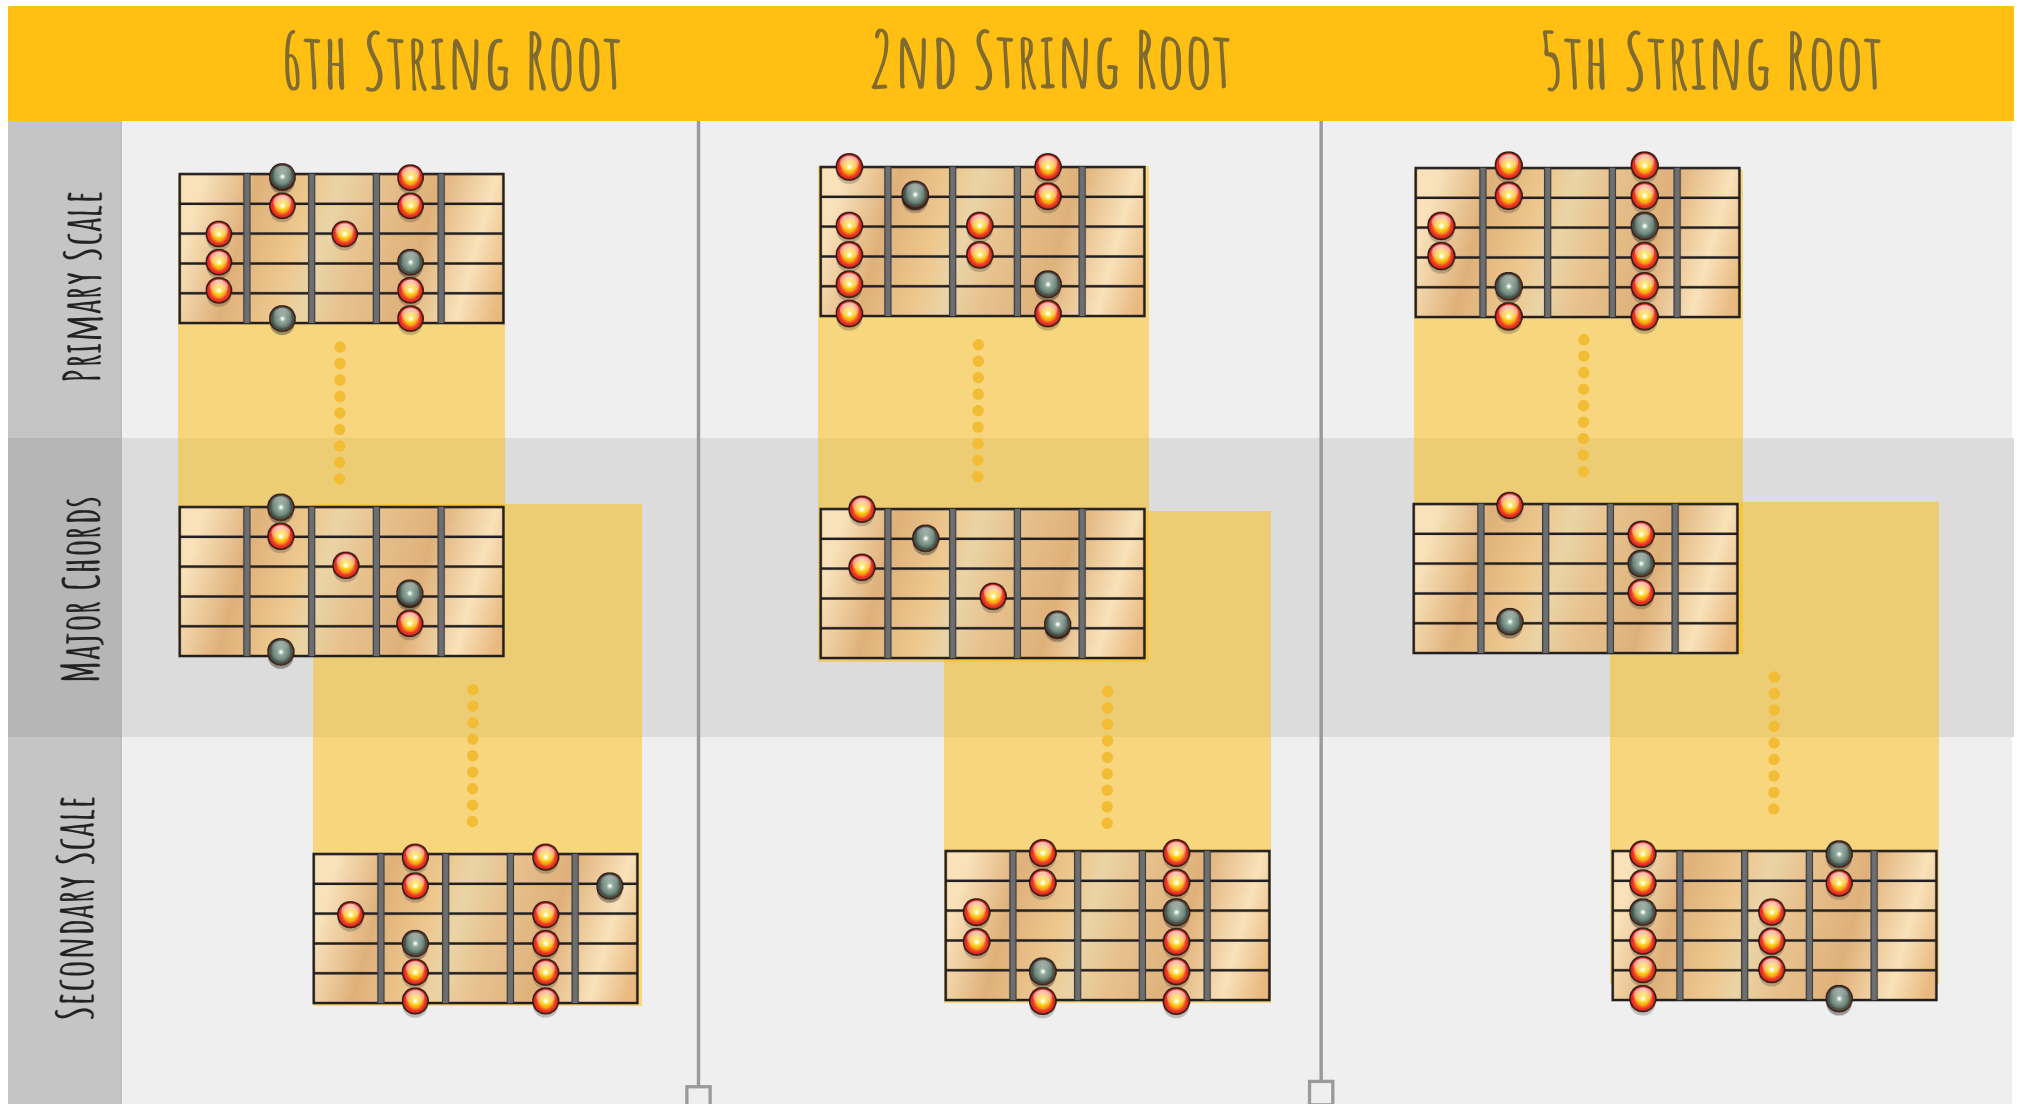 6th String Root
2nd String Root
5th String Root
Primary Scale
Major Chords
Secondary Scale